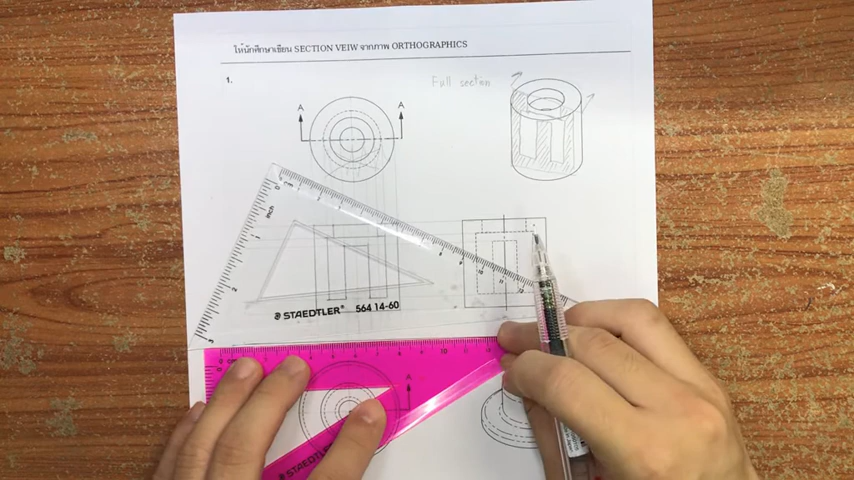 ให้นักศึกษาเขียน SECTION VEIW จากภาพ ORTHOGRAPHICS
1.
Full section
A A
STAEDTLER® 564 14-60
A
STAEDTLER